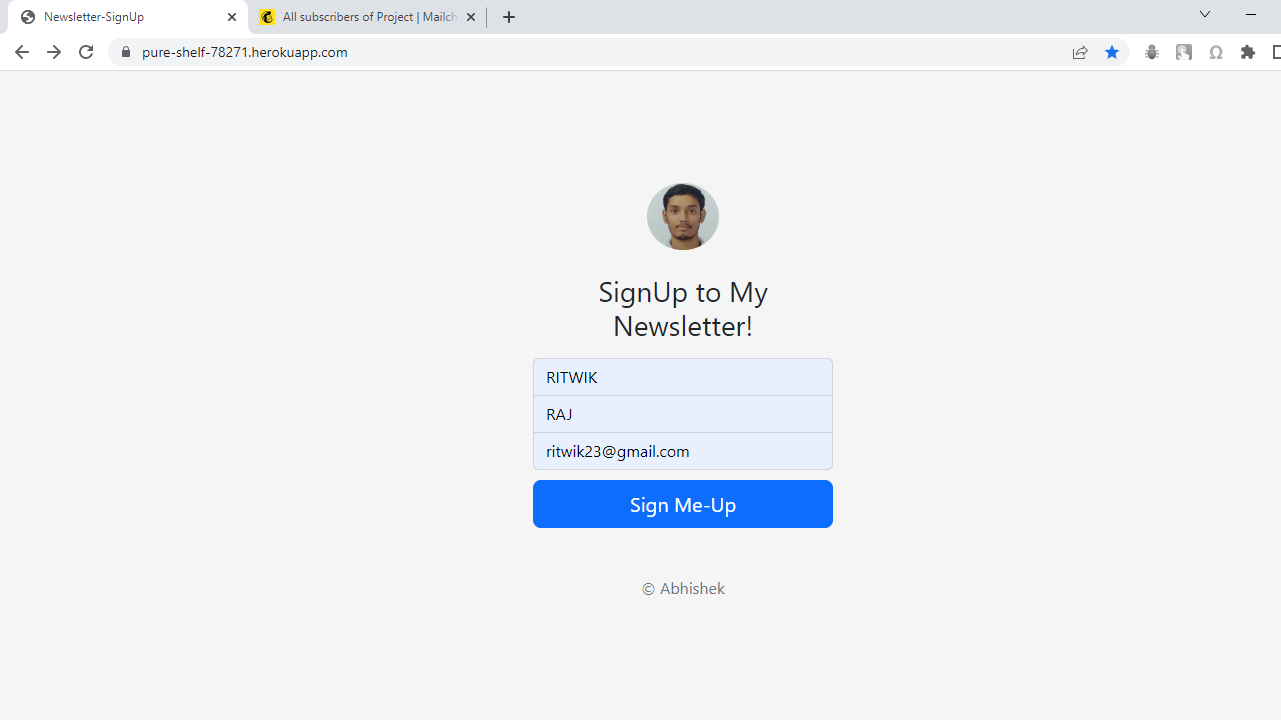 Newsletter-SignUp
All subscribers of Project | Mailch
pure-shelf-78271.herokuapp.com
SignUp to My
Newsletter!
RITWIK
RAJ
ritwik23@gmail.com
Sign Me-Up
© Abhishek